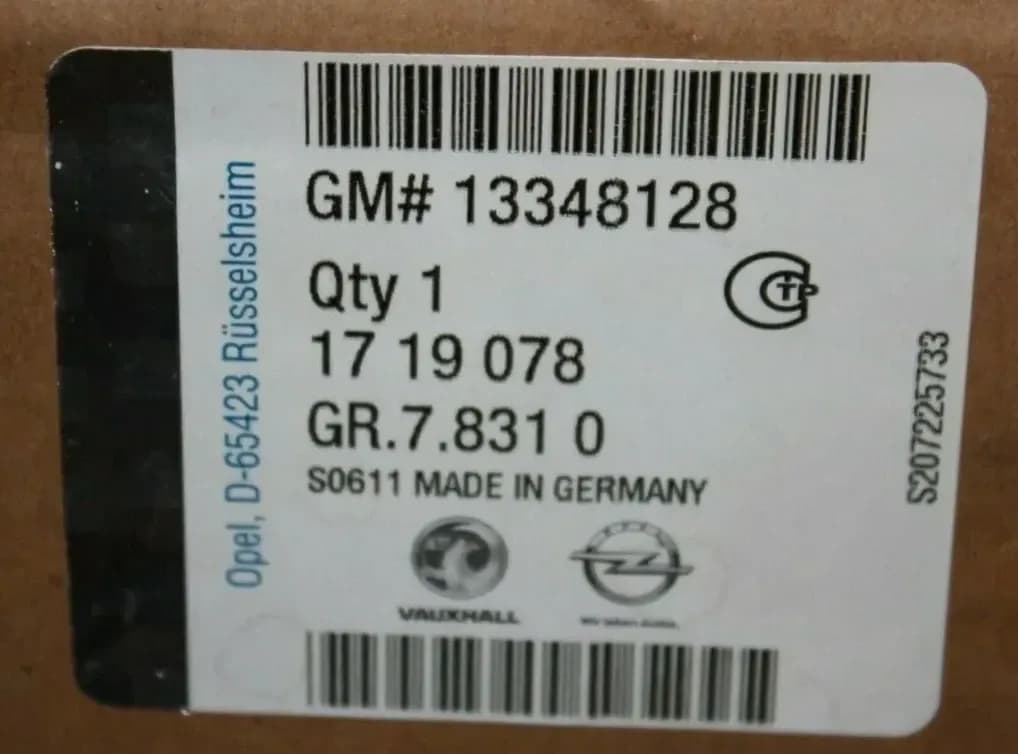 GM# 13348128
Qty 1
17 19 078
GR.7.831 0
S0611 MADE IN GERMANY
VAUXHALL
Opel, D-65423 Rüsselsheim
S207225733
CTP